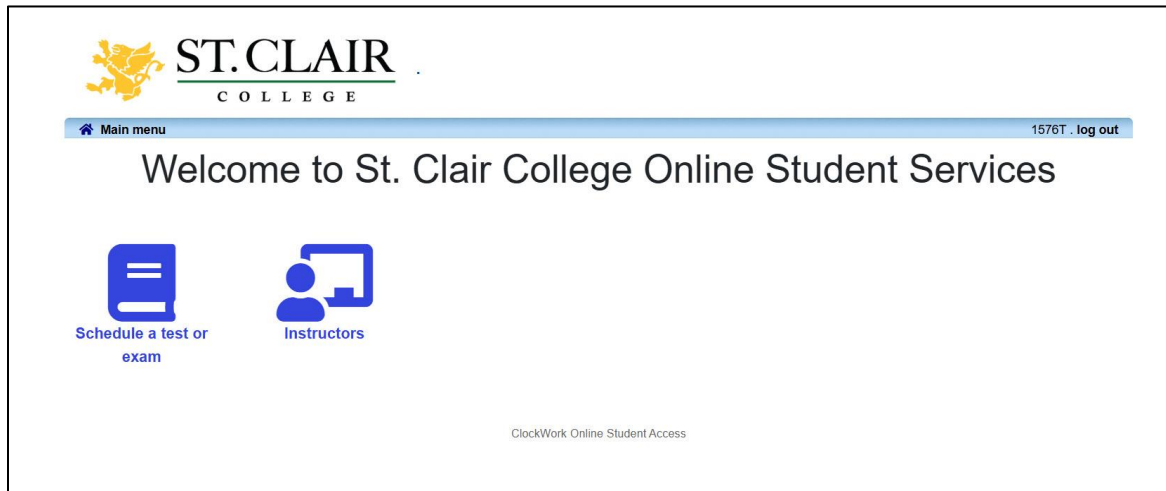 ST. CLAIR
COLLEGE
Main menu
1576T . log out
Welcome to St. Clair College Online Student Services
Schedule a test or
exam
Instructors
ClockWork Online Student Access